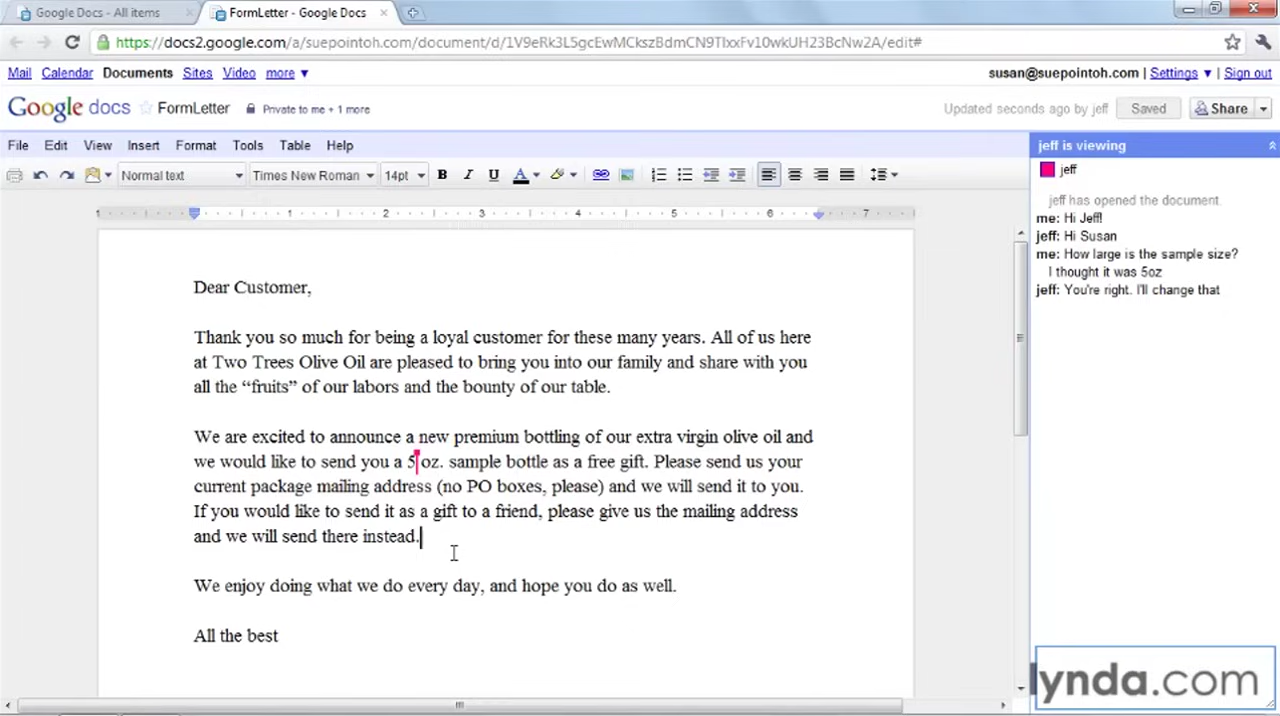 Google Docs - All items
FormLetter - Google Docs
https://docs2.google.com/a/suepointoh.com/document/d/1V9eRk3L5gcEwMCkszBdmCN9TlxxFv10wkUH23BcNw2A/edit#
Mail Calendar Documents Sites Video more ▼
susan@suepointoh.com | Settings ▼ | Sign out
Google docs FormLetter Private to me + 1 more
Updated seconds ago by jeff Saved Share
File Edit View Insert Format Tools Table Help
jeff is viewing
Normal text Times New Rom... 14pt B I U A
jeff
1 1 2 3 4 5 6 7
jeff has opened the document.
me: Hi Jeff!
jeff: Hi Susan
me: How large is the sample size?
I thought it was 5oz
jeff: You're right. I'll change that
Dear Customer,
Thank you so much for being a loyal customer for these many years. All of us here
at Two Trees Olive Oil are pleased to bring you into our family and share with you
all the “fruits” of our labors and the bounty of our table.
We are excited to announce a new premium bottling of our extra virgin olive oil and
we would like to send you a 5 oz. sample bottle as a free gift. Please send us your
current package mailing address (no PO boxes, please) and we will send it to you.
If you would like to send it as a gift to a friend, please give us the mailing address
and we will send there instead.
We enjoy doing what we do every day, and hope you do as well.
All the best
lynda.com